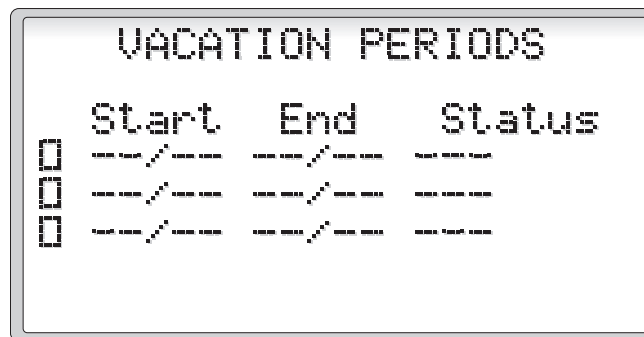 VACATION PERIODS
Start End Status
▯ --/-- --/-- ---
▯ --/-- --/-- ---
▯ --/-- --/-- ---